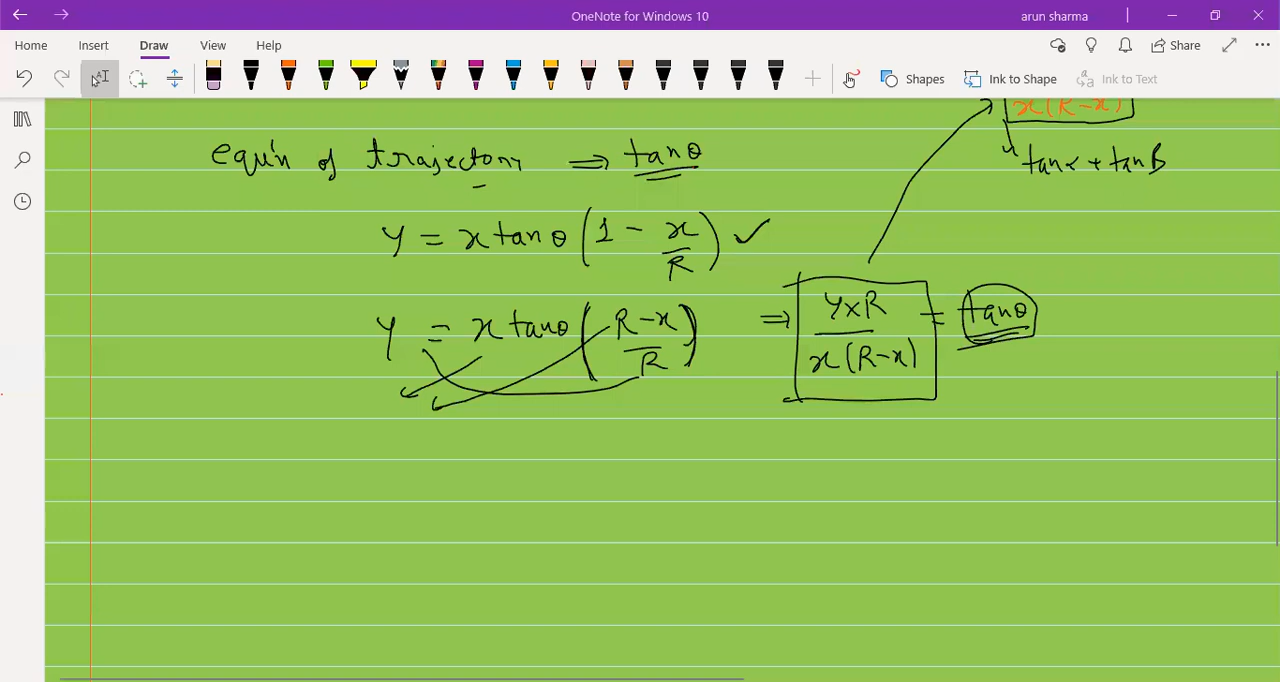 OneNote for Windows 10
arun sharma
Home Insert Draw View Help
Share
Shapes
Ink to Shape
Ink to Text
x(R-x)
tanα + tanβ
equ'n of trajectory ⇒ tanθ
y = x tanθ (1 - x/R) ✓
y = x tanθ (R-x/R) ⇒ y×R/x(R-x) = tanθ